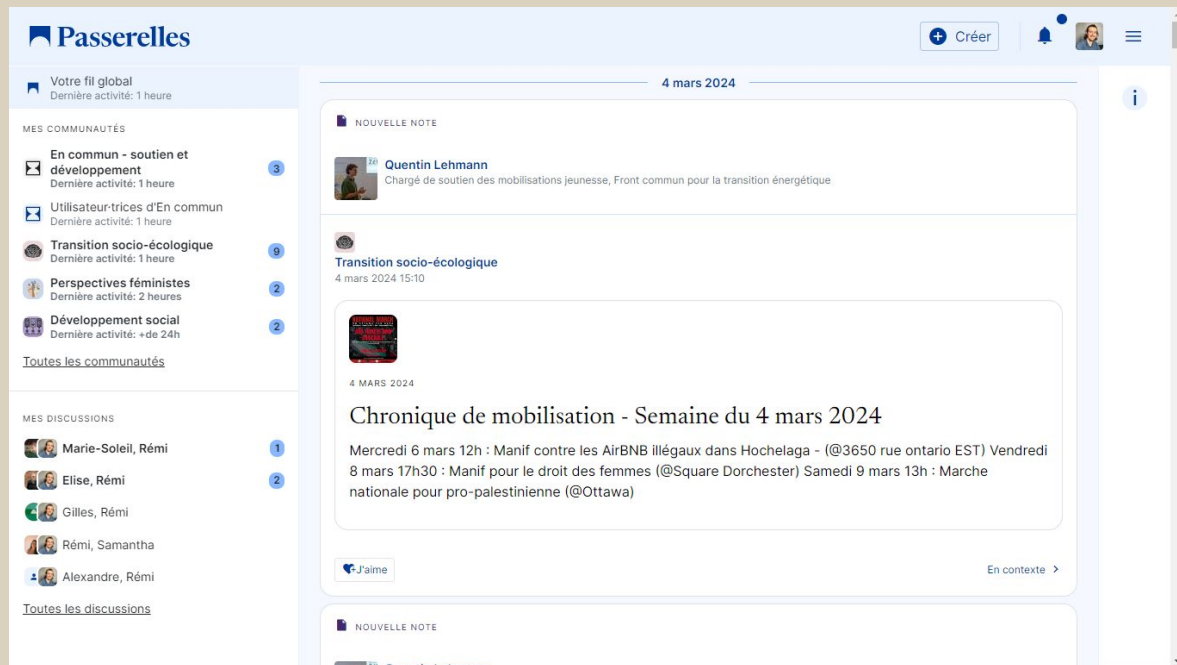 Passerelles
Créer
Votre fil global
Dernière activité: 1 heure
MES COMMUNAUTÉS
En commun - soutien et
développement
Dernière activité: 1 heure
3
Utilisateur·trices d'En commun
Dernière activité: 1 heure
Transition socio-écologique
Dernière activité: 1 heure
9
Perspectives féministes
Dernière activité: 2 heures
2
Développement social
Dernière activité: +de 24h
2
Toutes les communautés
MES DISCUSSIONS
Marie-Soleil, Rémi
1
Elise, Rémi
2
Gilles, Rémi
Rémi, Samantha
Alexandre, Rémi
Toutes les discussions
4 mars 2024
NOUVELLE NOTE
Quentin Lehmann
Chargé de soutien des mobilisations jeunesse, Front commun pour la transition énergétique
Transition socio-écologique
4 mars 2024 15:10
4 MARS 2024
Chronique de mobilisation - Semaine du 4 mars 2024
Mercredi 6 mars 12h : Manif contre les AirBNB illégaux dans Hochelaga - (@3650 rue ontario EST) Vendredi
8 mars 17h30 : Manif pour le droit des femmes (@Square Dorchester) Samedi 9 mars 13h : Marche
nationale pour pro-palestinienne (@Ottawa)
J'aime
En contexte
NOUVELLE NOTE
i